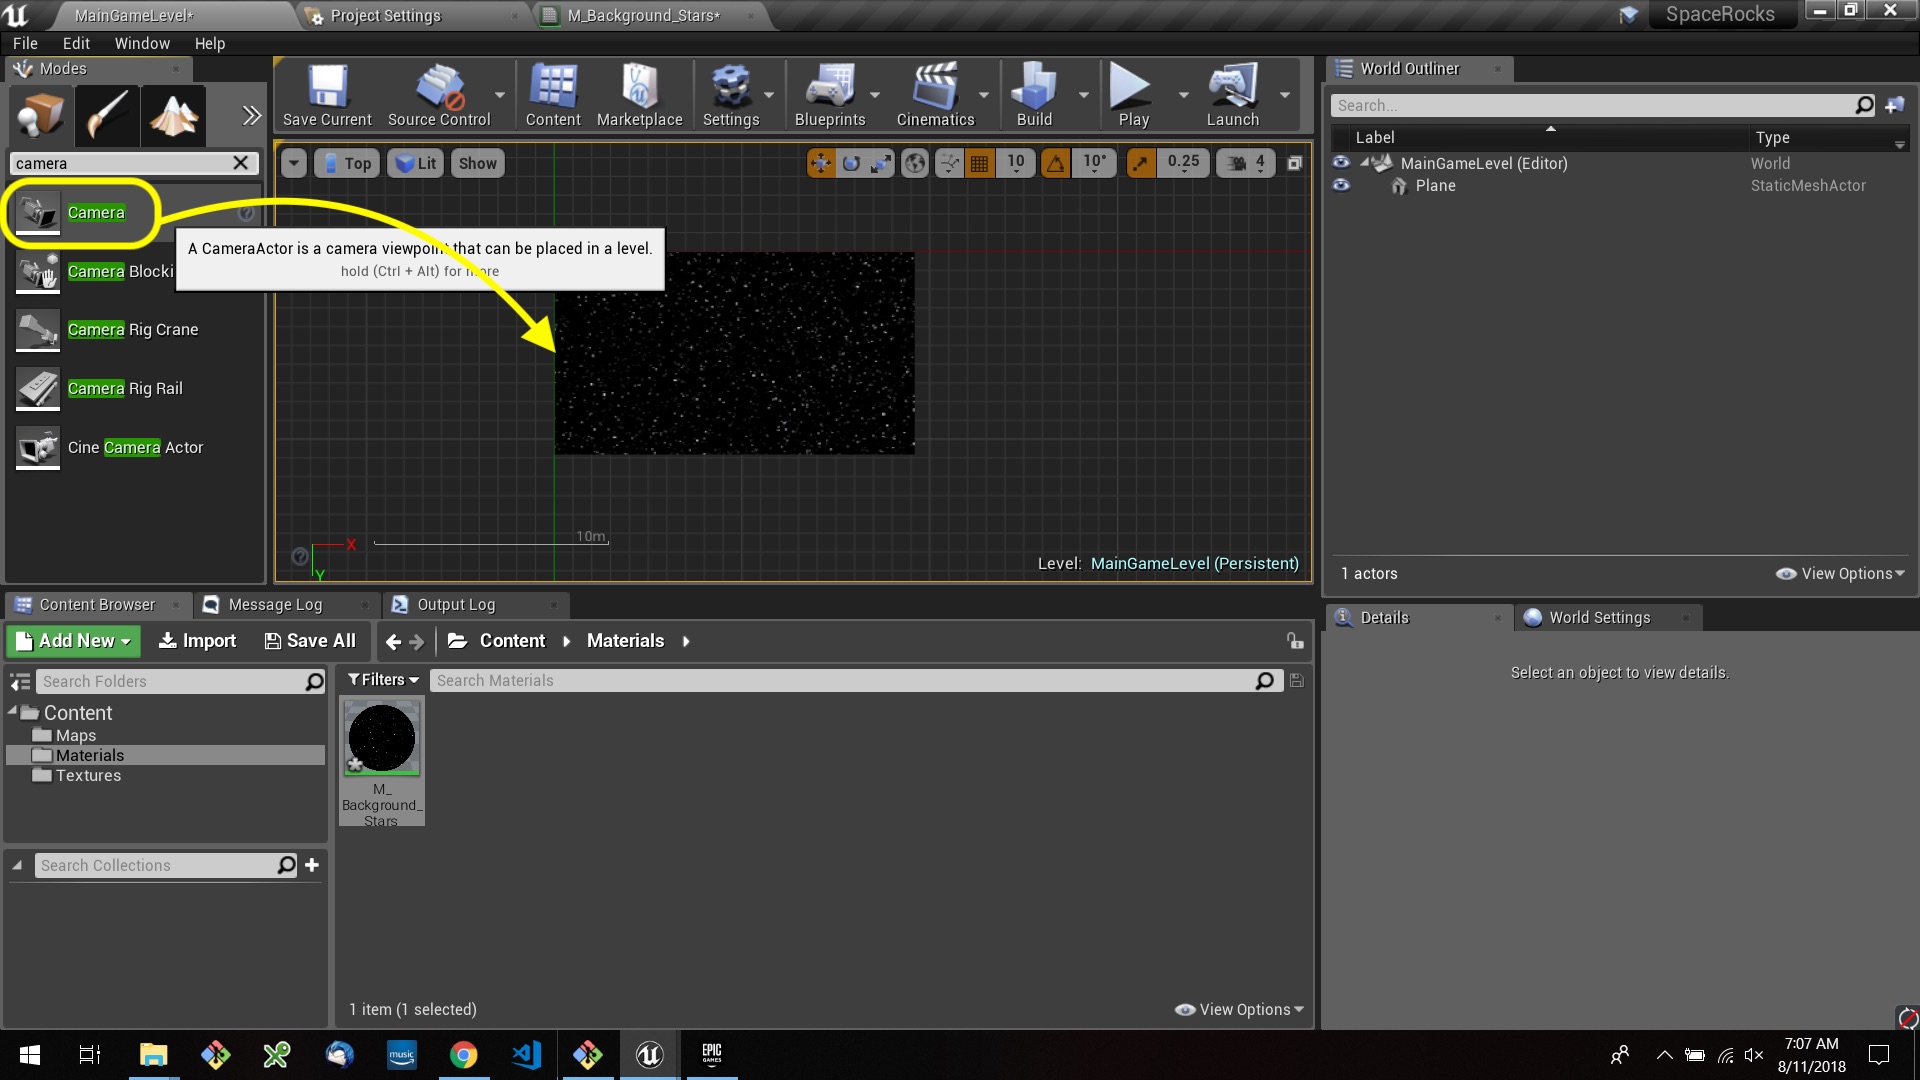 MainGameLevel*
Project Settings
M_Background_Stars*
SpaceRocks
File Edit Window Help
Modes
camera
Camera
Camera Blocki
Camera Rig Crane
Camera Rig Rail
Cine Camera Actor
A CameraActor is a camera viewpoint that can be placed in a level.
hold (Ctrl + Alt) for more
Save Current
Source Control
Content
Marketplace
Settings
Blueprints
Cinematics
Build
Play
Launch
Top
Lit
Show
10
10°
0.25
4
10m
X
Y
Level: MainGameLevel (Persistent)
World Outliner
Search...
Label Type
MainGameLevel (Editor) World
Plane StaticMeshActor
1 actors
View Options
Content Browser
Message Log
Output Log
Add New
Import
Save All
Content
Materials
Search Folders
Content
Maps
Materials
Textures
Search Collections
Filters
Search Materials
M_
Background_
Stars
1 item (1 selected)
View Options
Details
World Settings
Select an object to view details.
music
EPIC
GAMES
7:07 AM
8/11/2018